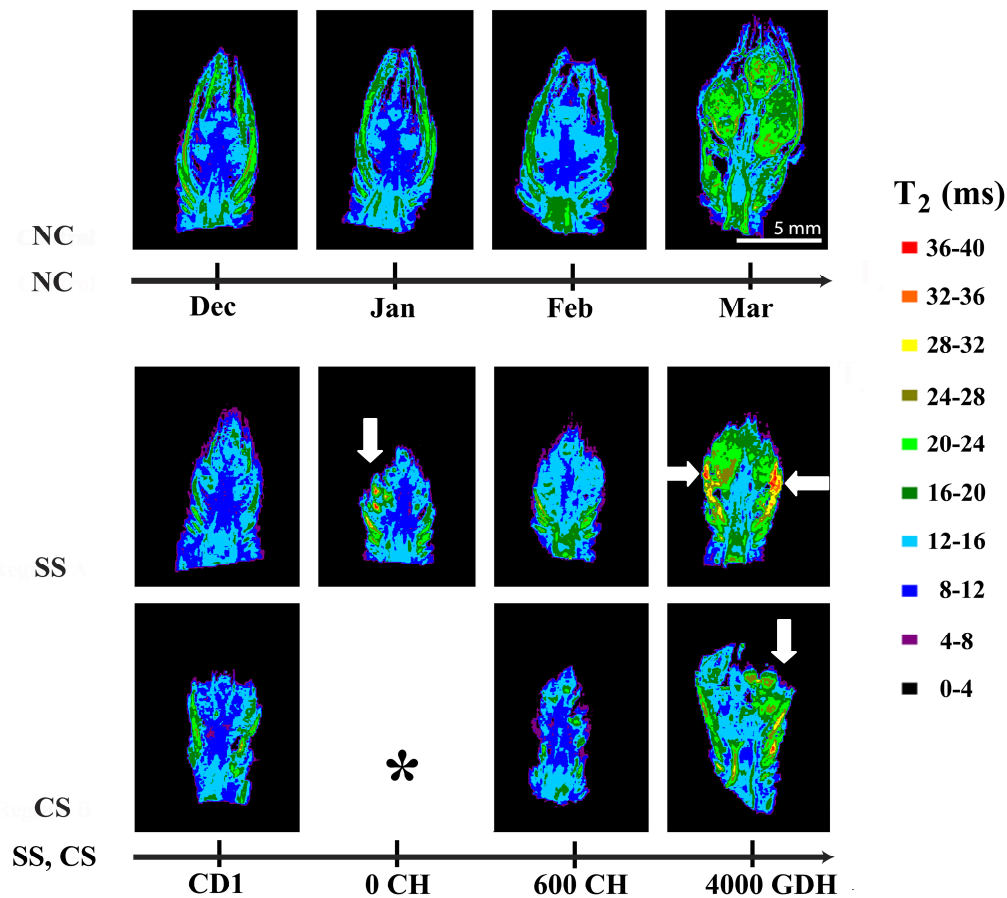 5 mm
NC
NC
Dec Jan Feb Mar
T2 (ms)
36-40
32-36
28-32
24-28
20-24
16-20
12-16
8-12
4-8
0-4
SS
*
CS
SS, CS
CD1 0 CH 600 CH 4000 GDH